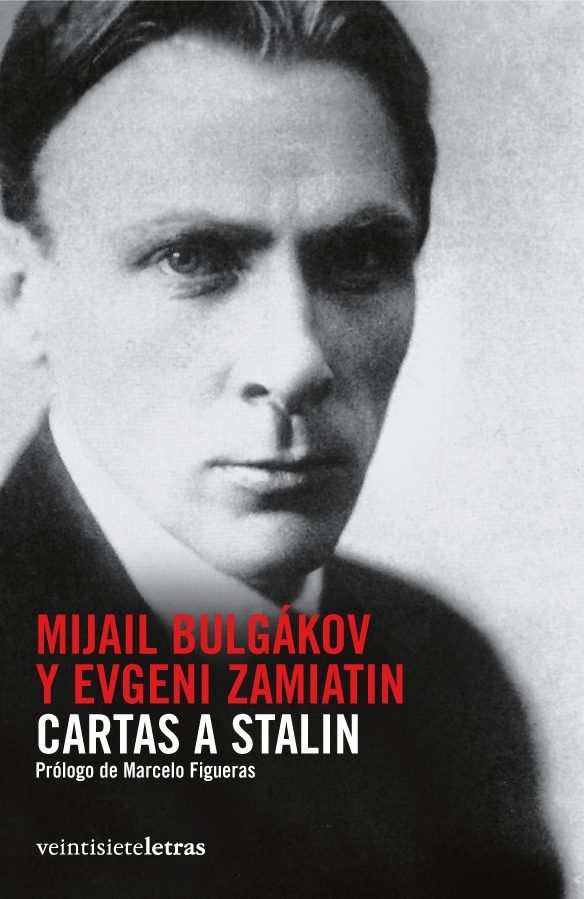 MIJAIL BULGÁKOV
Y EVGENI ZAMIATIN
CARTAS A STALIN
Prólogo de Marcelo Figueras
veintisieteletras